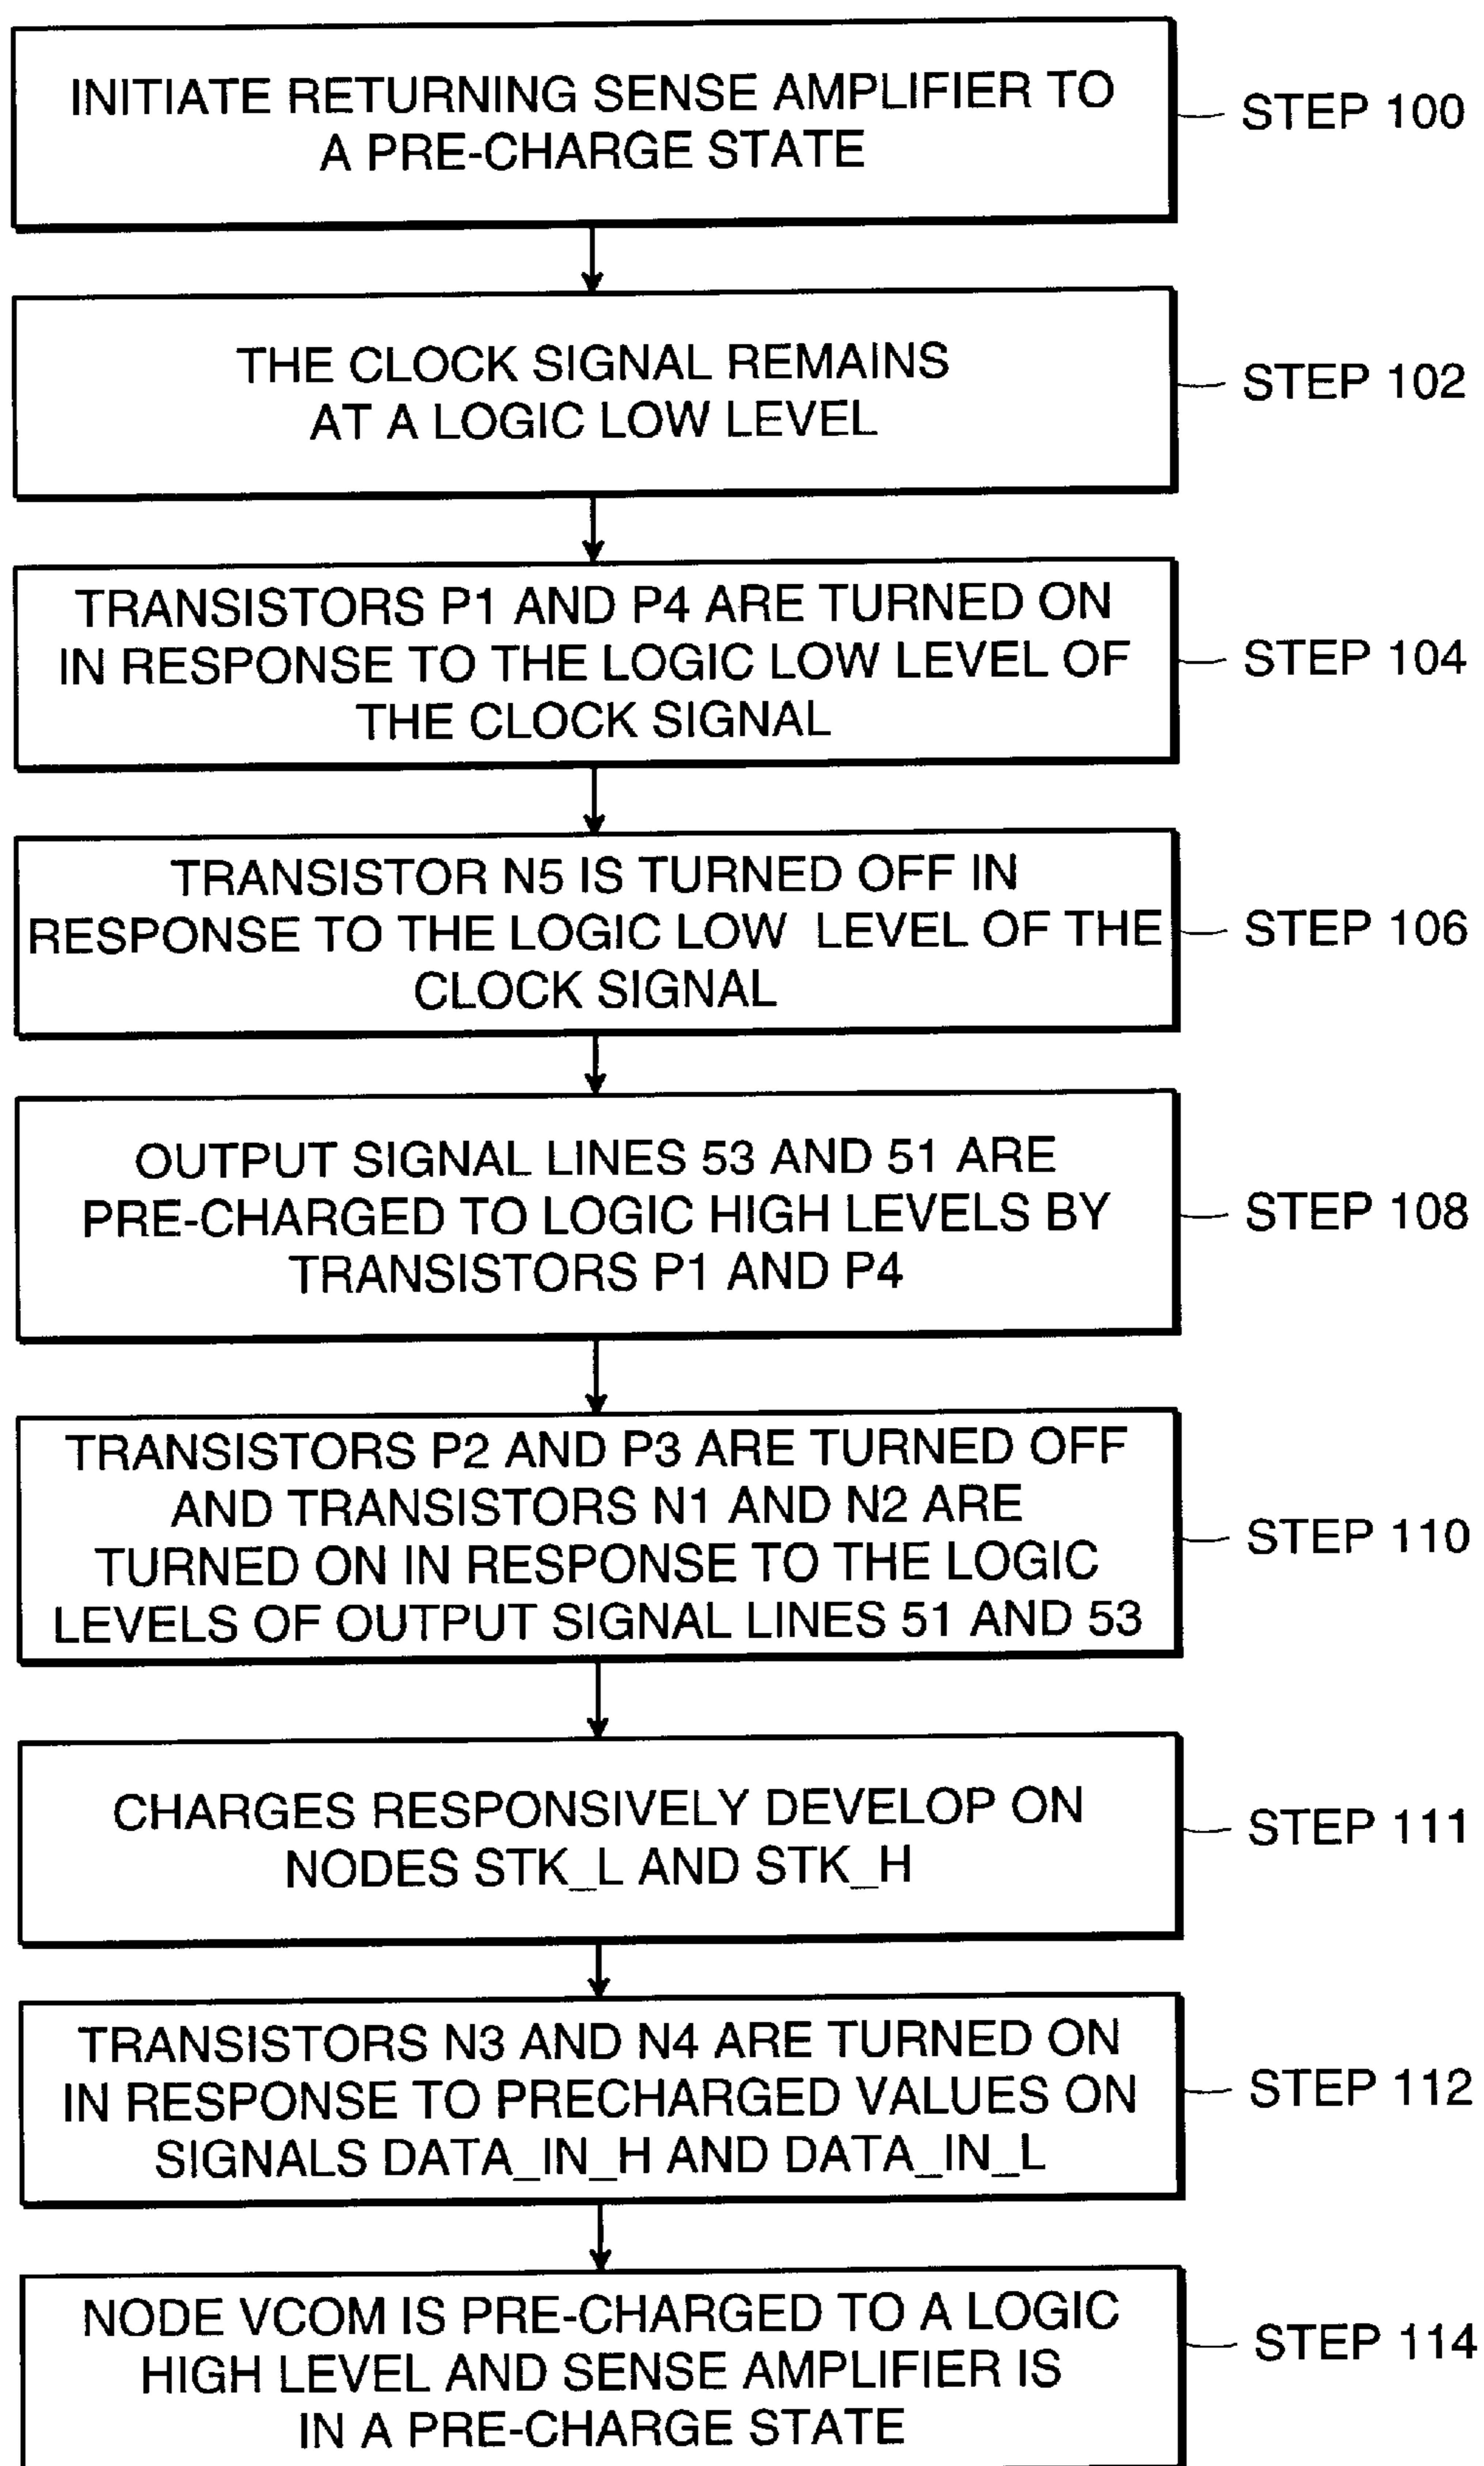 INITIATE RETURNING SENSE AMPLIFIER TO
A PRE-CHARGE STATE
STEP 100
THE CLOCK SIGNAL REMAINS
AT A LOGIC LOW LEVEL
STEP 102
TRANSISTORS P1 AND P4 ARE TURNED ON
IN RESPONSE TO THE LOGIC LOW LEVEL OF
THE CLOCK SIGNAL
STEP 104
TRANSISTOR N5 IS TURNED OFF IN
RESPONSE TO THE LOGIC LOW LEVEL OF THE
CLOCK SIGNAL
STEP 106
OUTPUT SIGNAL LINES 53 AND 51 ARE
PRE-CHARGED TO LOGIC HIGH LEVELS BY
TRANSISTORS P1 AND P4
STEP 108
TRANSISTORS P2 AND P3 ARE TURNED OFF
AND TRANSISTORS N1 AND N2 ARE
TURNED ON IN RESPONSE TO THE LOGIC
LEVELS OF OUTPUT SIGNAL LINES 51 AND 53
STEP 110
CHARGES RESPONSIVELY DEVELOP ON
NODES STK_L AND STK_H
STEP 111
TRANSISTORS N3 AND N4 ARE TURNED ON
IN RESPONSE TO PRECHARGED VALUES ON
SIGNALS DATA_IN_H AND DATA_IN_L
STEP 112
NODE VCOM IS PRE-CHARGED TO A LOGIC
HIGH LEVEL AND SENSE AMPLIFIER IS
IN A PRE-CHARGE STATE
STEP 114